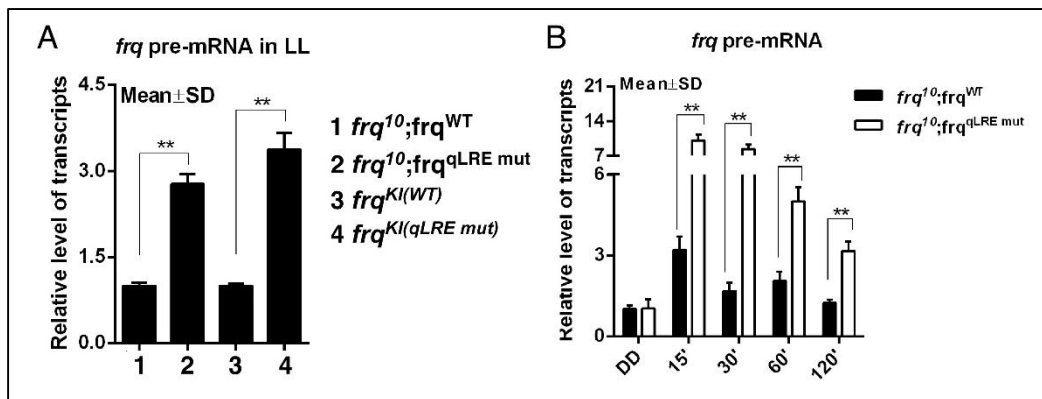 A
frq pre-mRNA in LL
Relative level of transcripts
4.5
3.0
1.5
0.0
Mean±SD
**
**
1 2 3 4
1 frq10;frqWT
2 frq10;frqqLRE mut
3 frqKI(WT)
4 frqKI(qLRE mut)
B
frq pre-mRNA
Relative level of transcripts
21
14
7
6
3
0
Mean±SD
**
**
**
**
DD 15' 30' 60' 120'
frq10;frqWT
frq10;frqqLRE mut